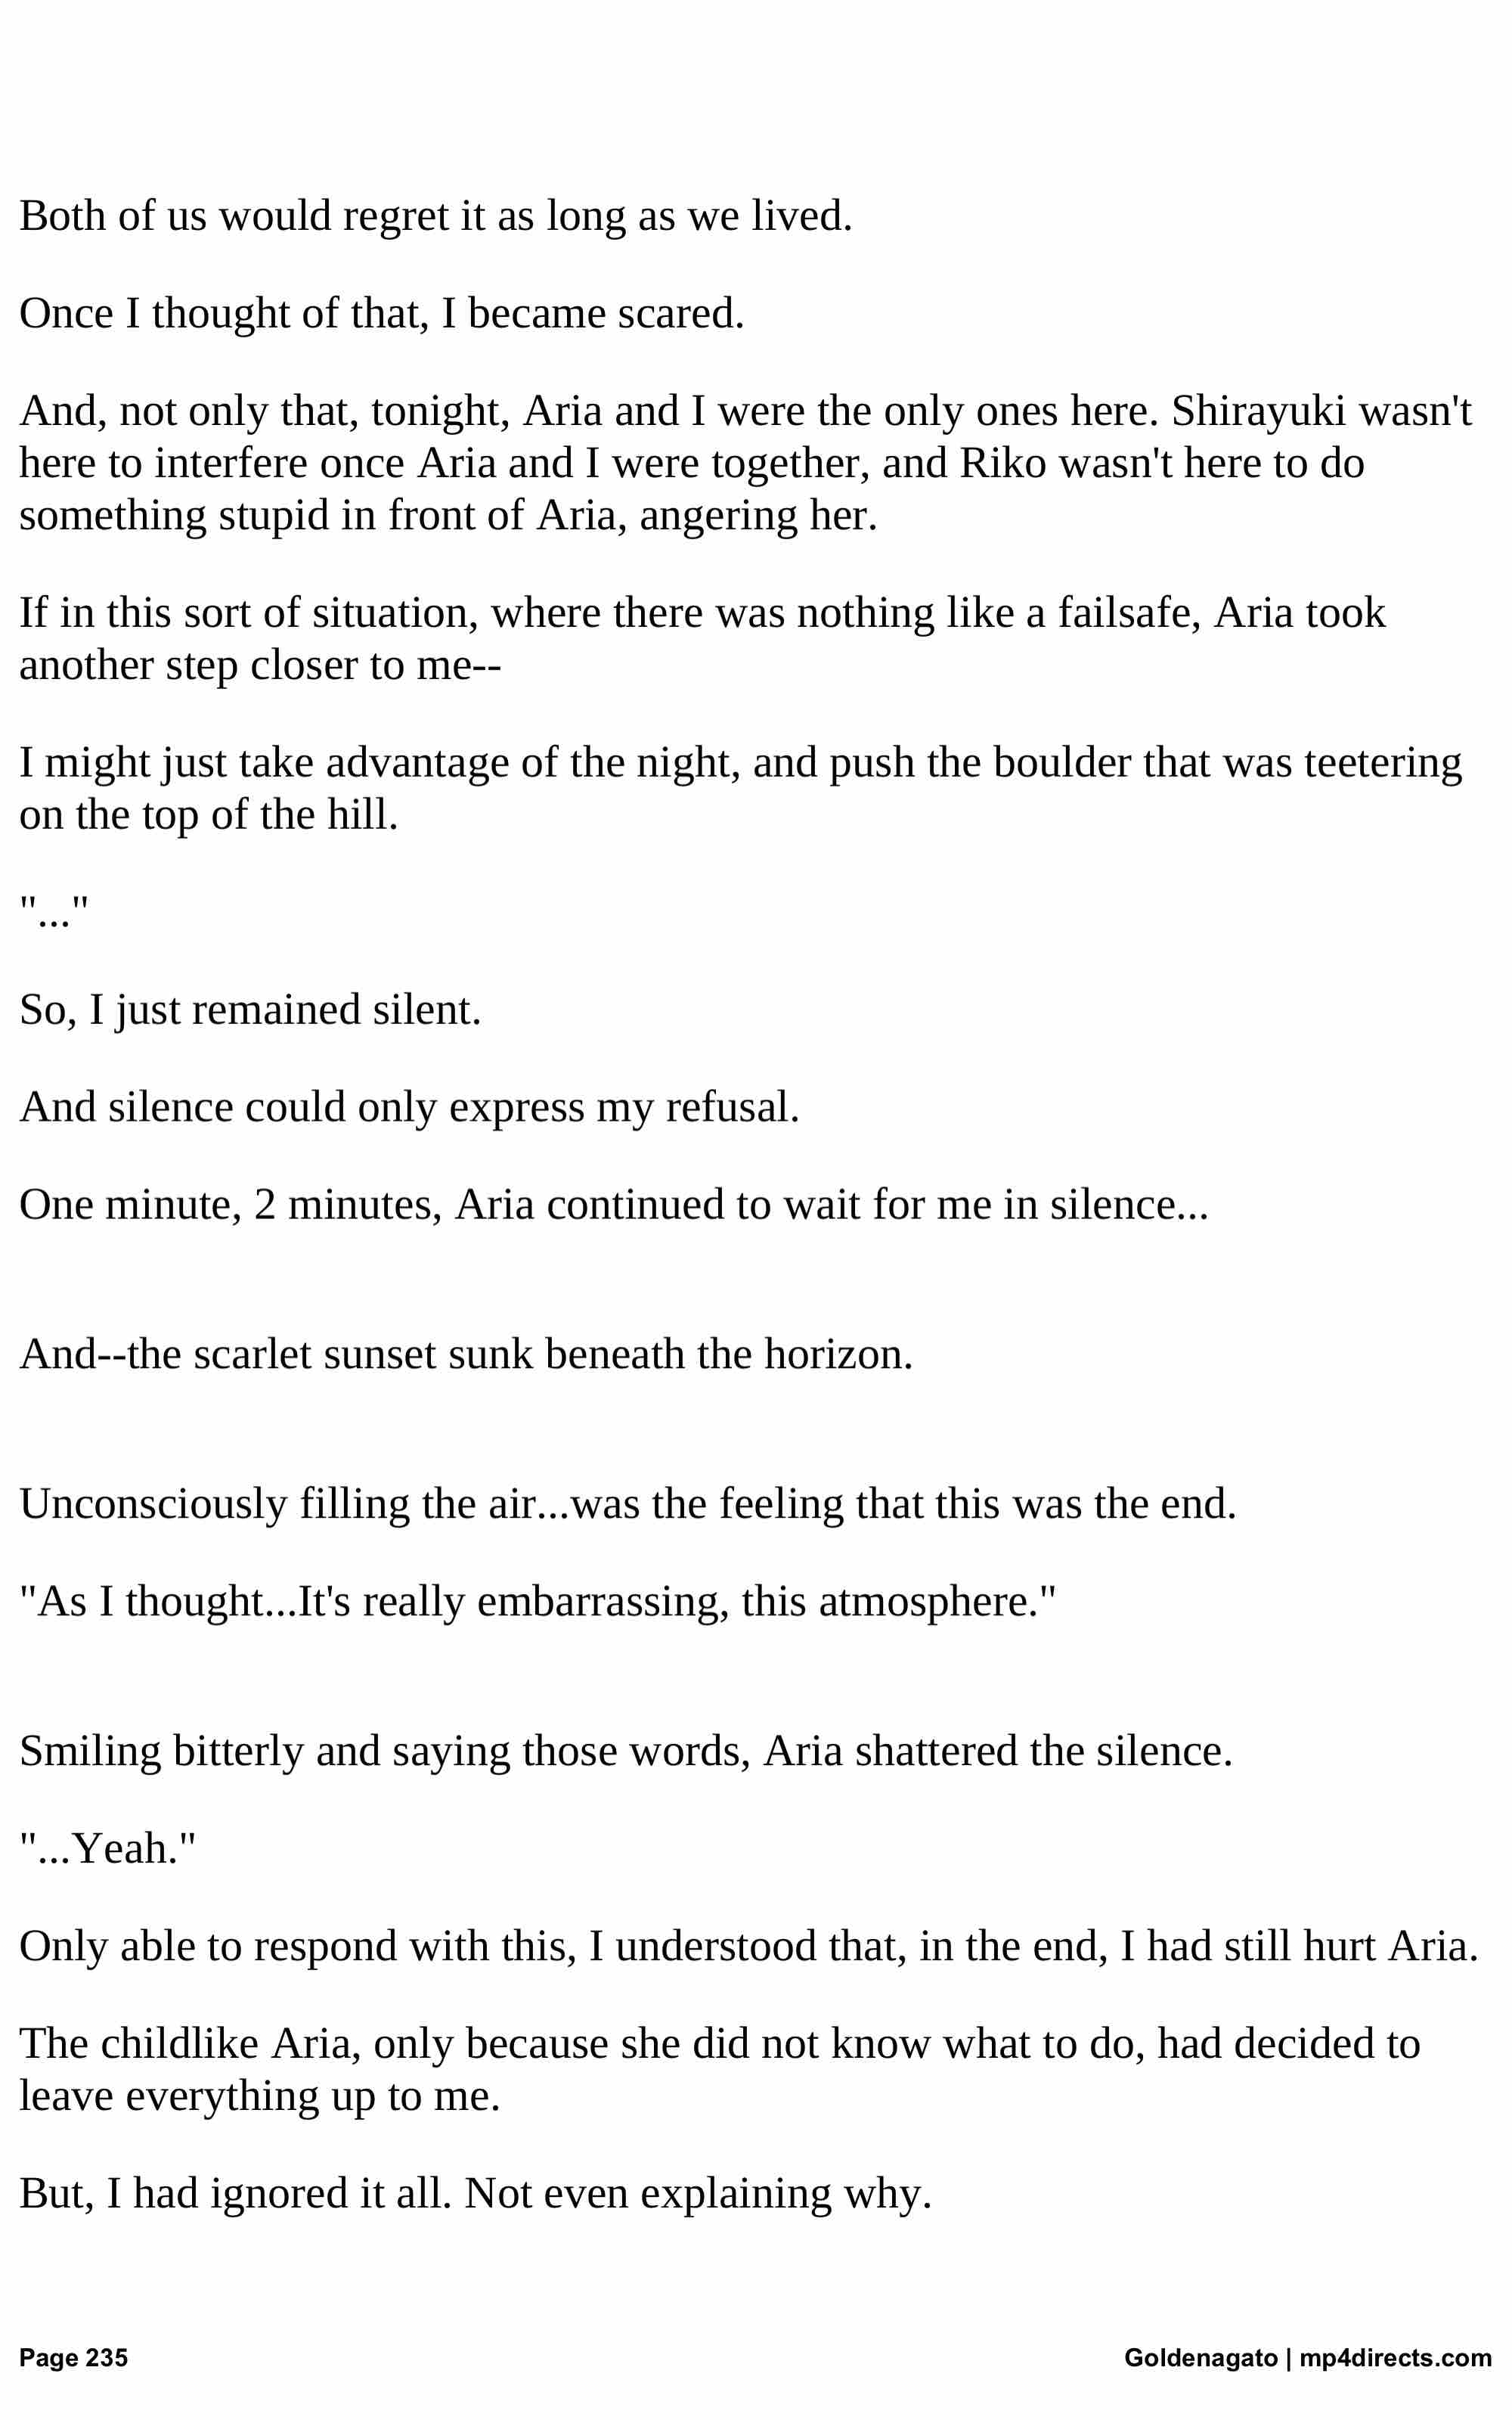 Both of us would regret it as long as we lived.
Once I thought of that, I became scared.
And, not only that, tonight, Aria and I were the only ones here. Shirayuki wasn't
here to interfere once Aria and I were together, and Riko wasn't here to do
something stupid in front of Aria, angering her.
If in this sort of situation, where there was nothing like a failsafe, Aria took
another step closer to me--
I might just take advantage of the night, and push the boulder that was teetering
on the top of the hill.
"..."
So, I just remained silent.
And silence could only express my refusal.
One minute, 2 minutes, Aria continued to wait for me in silence...
And--the scarlet sunset sunk beneath the horizon.
Unconsciously filling the air...was the feeling that this was the end.
"As I thought...It's really embarrassing, this atmosphere."
Smiling bitterly and saying those words, Aria shattered the silence.
"...Yeah."
Only able to respond with this, I understood that, in the end, I had still hurt Aria.
The childlike Aria, only because she did not know what to do, had decided to
leave everything up to me.
But, I had ignored it all. Not even explaining why.
Page 235
Goldenagato | mp4directs.com